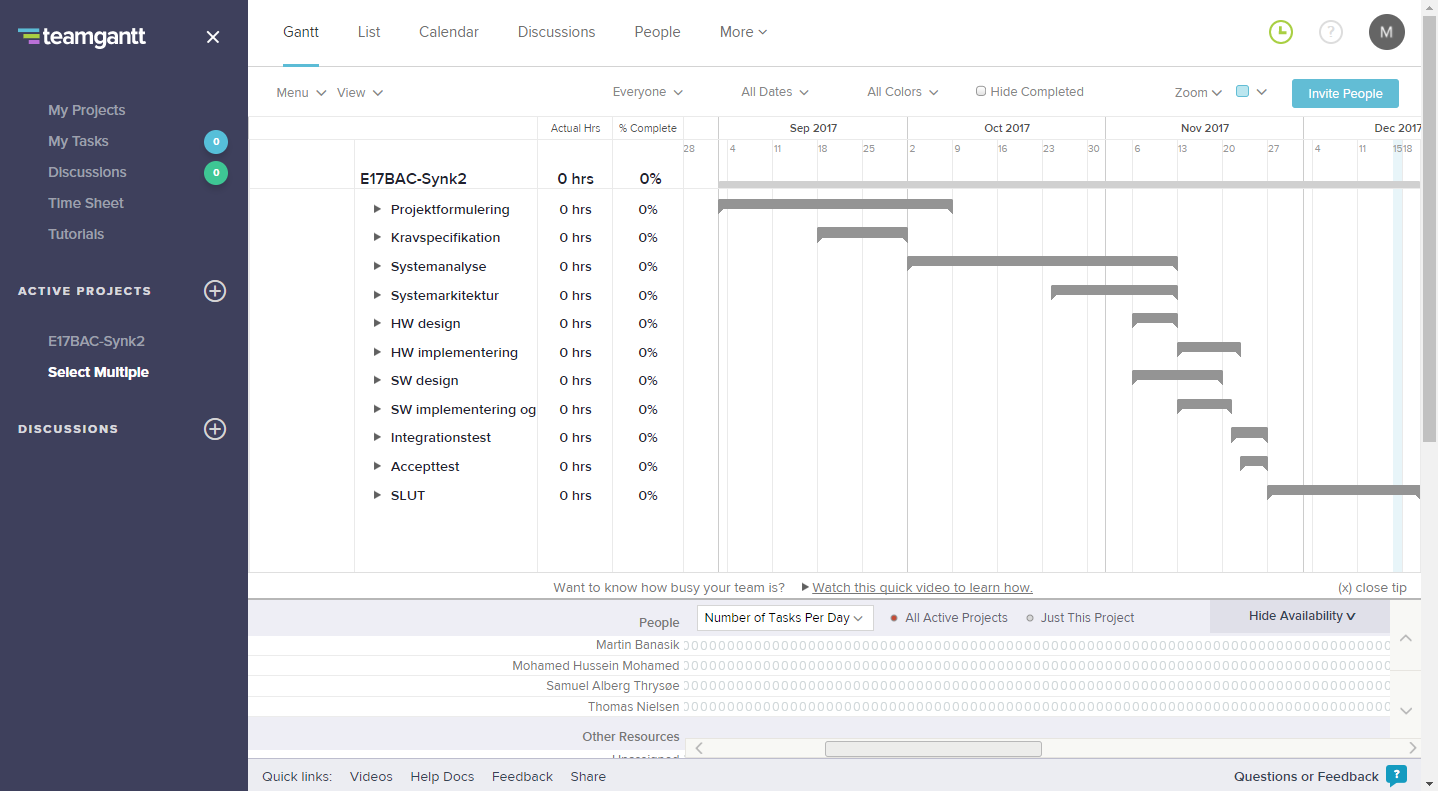 teamgantt
Gantt List Calendar Discussions People More
? M
My Projects
My Tasks 0
Discussions 0
Time Sheet
Tutorials
ACTIVE PROJECTS
E17BAC-Synk2
Select Multiple
DISCUSSIONS
Menu View Everyone All Dates All Colors Hide Completed Zoom Invite People
Actual Hrs % Complete Sep 2017 Oct 2017 Nov 2017 Dec 2017
28 4 11 18 25 2 9 16 23 30 6 13 20 27 4 11 15 18
E17BAC-Synk2 0 hrs 0%
Projektformulering 0 hrs 0%
Kravspecifikation 0 hrs 0%
Systemanalyse 0 hrs 0%
Systemarkitektur 0 hrs 0%
HW design 0 hrs 0%
HW implementering 0 hrs 0%
SW design 0 hrs 0%
SW implementering og 0 hrs 0%
Integrationstest 0 hrs 0%
Accepttest 0 hrs 0%
SLUT 0 hrs 0%
Want to know how busy your team is? Watch this quick video to learn how. (x) close tip
People Number of Tasks Per Day All Active Projects Just This Project Hide Availability
Martin Banasik
Mohamed Hussein Mohamed
Samuel Alberg Thrysøe
Thomas Nielsen
Other Resources
Quick links: Videos Help Docs Feedback Share Questions or Feedback ?